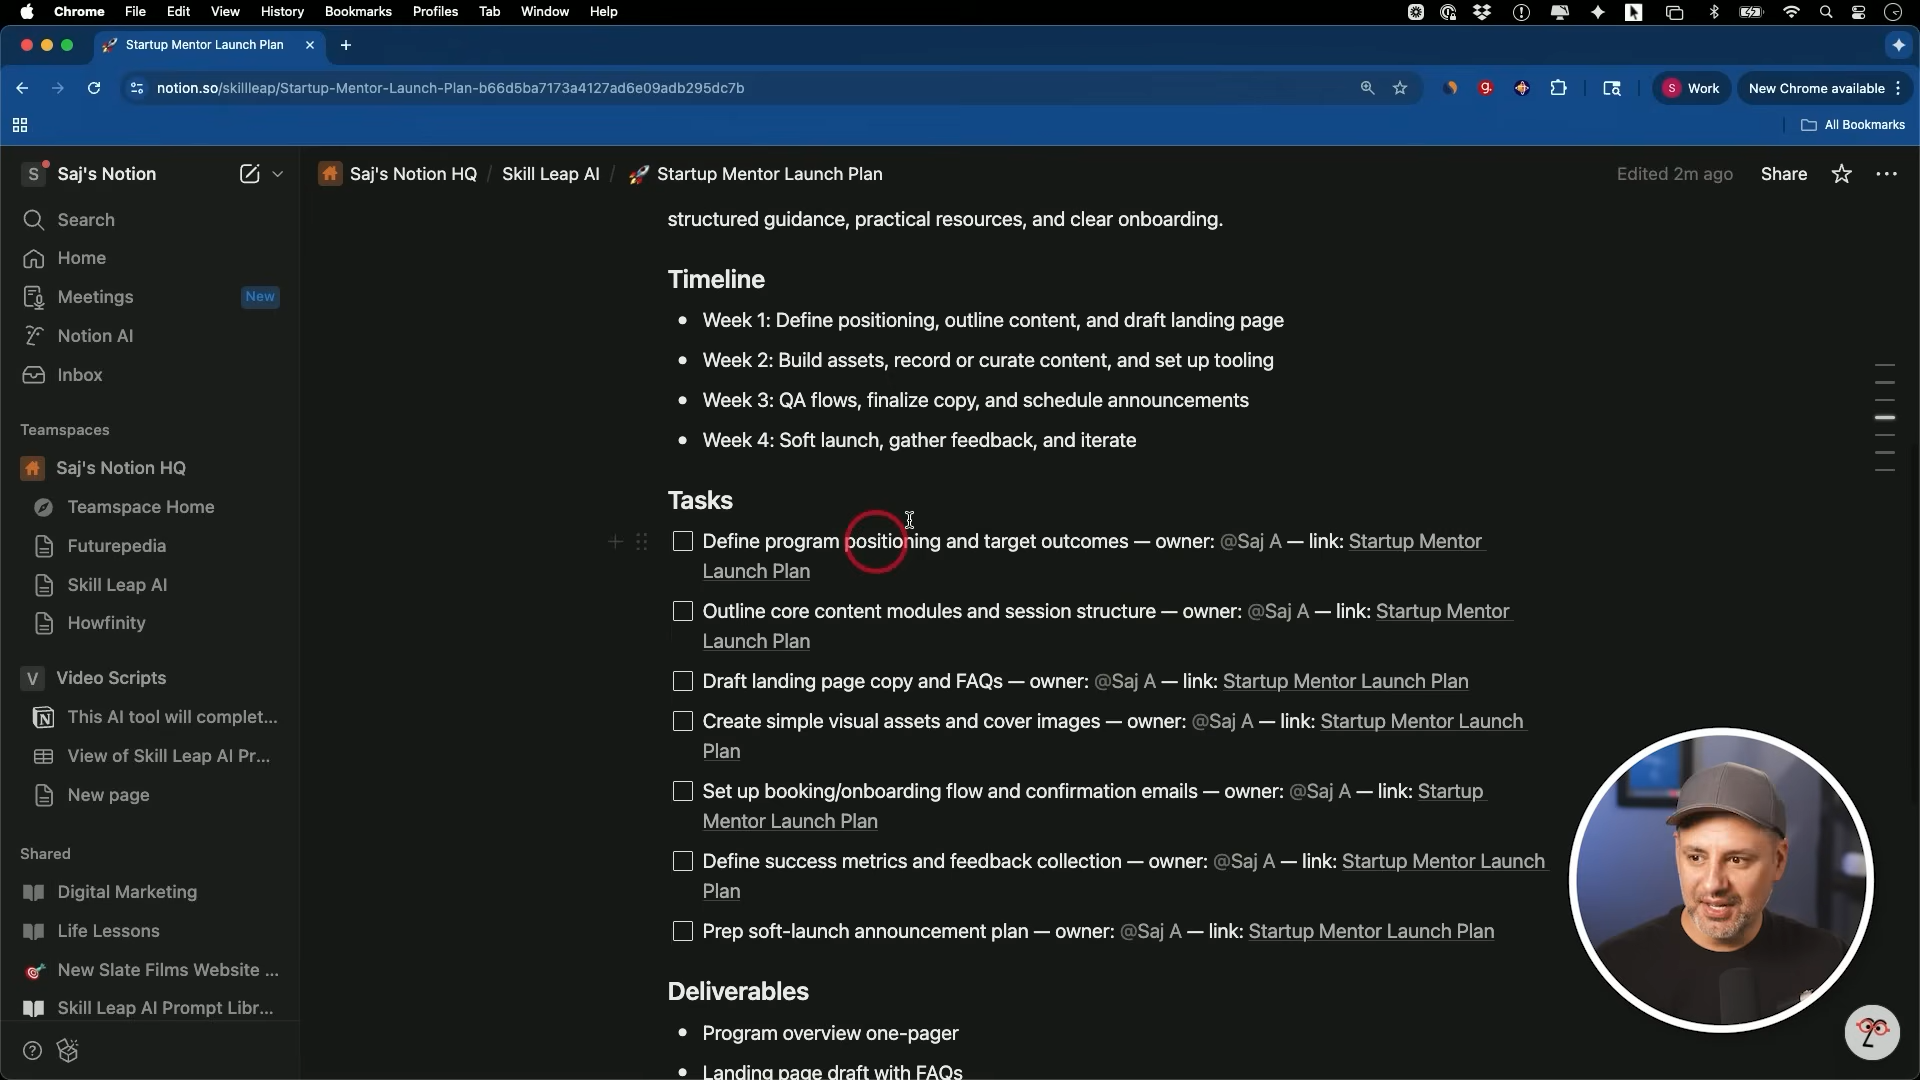 Chrome File Edit View History Bookmarks Profiles Tab Window Help
Startup Mentor Launch Plan
notion.so/skillleap/Startup-Mentor-Launch-Plan-b66d5ba7173a4127ad6e09adb295dc7b
S Work
New Chrome available
All Bookmarks
S Saj's Notion
Saj's Notion HQ / Skill Leap AI / Startup Mentor Launch Plan
Edited 2m ago
Share
Search
Home
Meetings New
Notion AI
Inbox
Teamspaces
Saj's Notion HQ
Teamspace Home
Futurepedia
Skill Leap AI
Howfinity
V Video Scripts
This AI tool will complet...
View of Skill Leap AI Pr...
New page
Shared
Digital Marketing
Life Lessons
New Slate Films Website ...
Skill Leap AI Prompt Libr...
structured guidance, practical resources, and clear onboarding.
Timeline
• Week 1: Define positioning, outline content, and draft landing page
• Week 2: Build assets, record or curate content, and set up tooling
• Week 3: QA flows, finalize copy, and schedule announcements
• Week 4: Soft launch, gather feedback, and iterate
Tasks
Define program positioning and target outcomes — owner: @Saj A — link: Startup Mentor
Launch Plan
Outline core content modules and session structure — owner: @Saj A — link: Startup Mentor
Launch Plan
Draft landing page copy and FAQs — owner: @Saj A — link: Startup Mentor Launch Plan
Create simple visual assets and cover images — owner: @Saj A — link: Startup Mentor Launch
Plan
Set up booking/onboarding flow and confirmation emails — owner: @Saj A — link: Startup
Mentor Launch Plan
Define success metrics and feedback collection — owner: @Saj A — link: Startup Mentor Launch
Plan
Prep soft-launch announcement plan — owner: @Saj A — link: Startup Mentor Launch Plan
Deliverables
• Program overview one-pager
• Landing page draft with FAQs